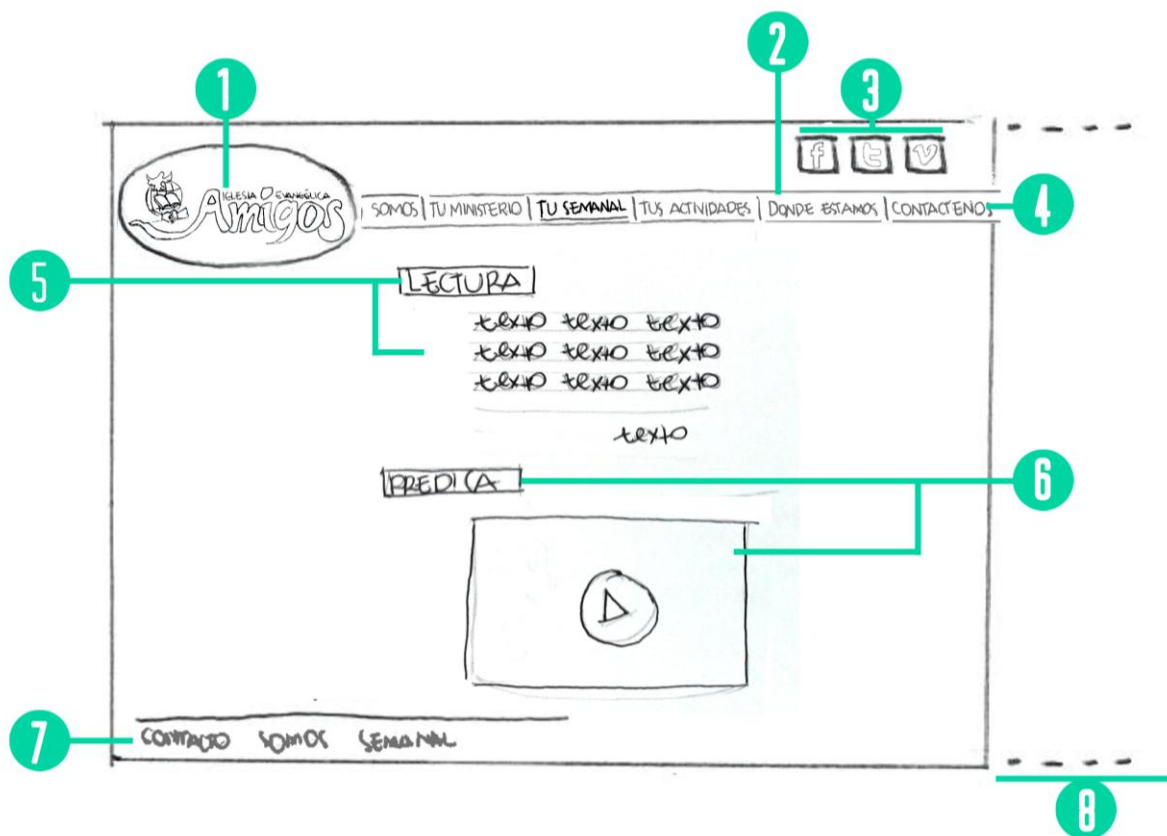 2
1
3
IGLESIA EVANGÉLICA
Amigos
SOMOS | TU MINISTERIO | TU SEMANAL | TUS ACTIVIDADES | DONDE ESTAMOS | CONTACTENOS
4
5
LECTURA
texto texto texto
texto texto texto
texto texto texto
texto
PREDICA
6
7
CONTACTO SOMOS SEMANAL
8